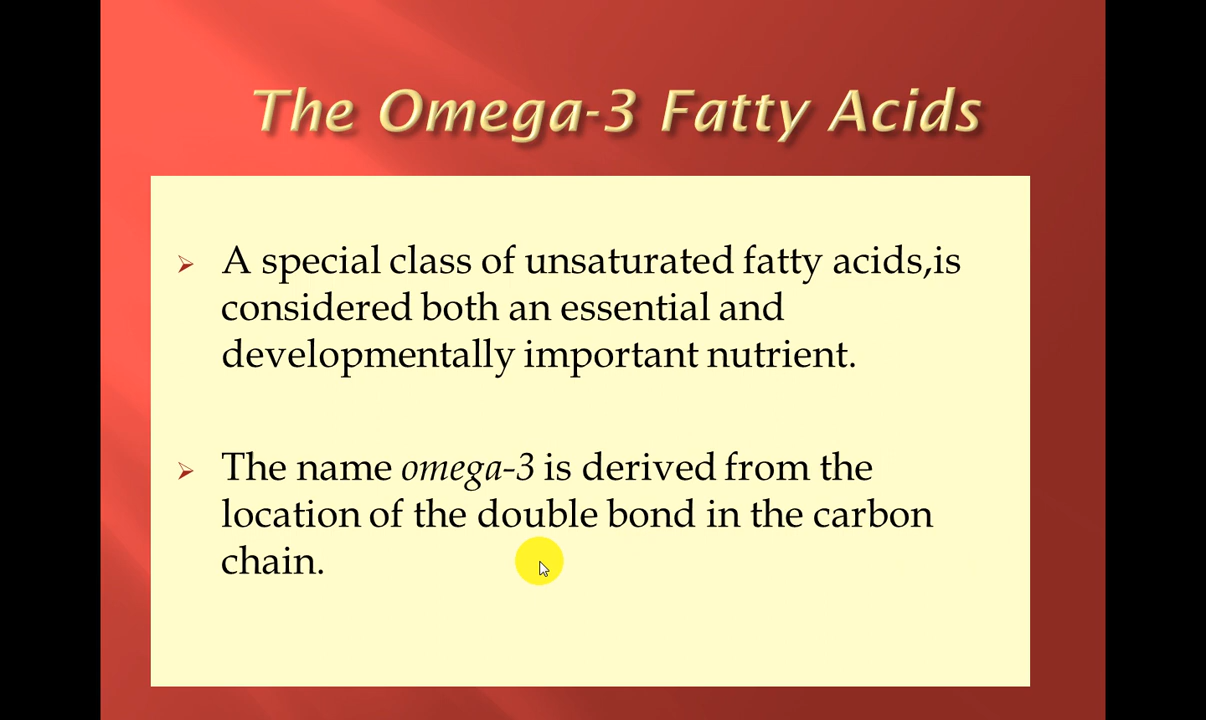 The Omega-3 Fatty Acids
A special class of unsaturated fatty acids,is
considered both an essential and
developmentally important nutrient.
The name omega-3 is derived from the
location of the double bond in the carbon
chain.